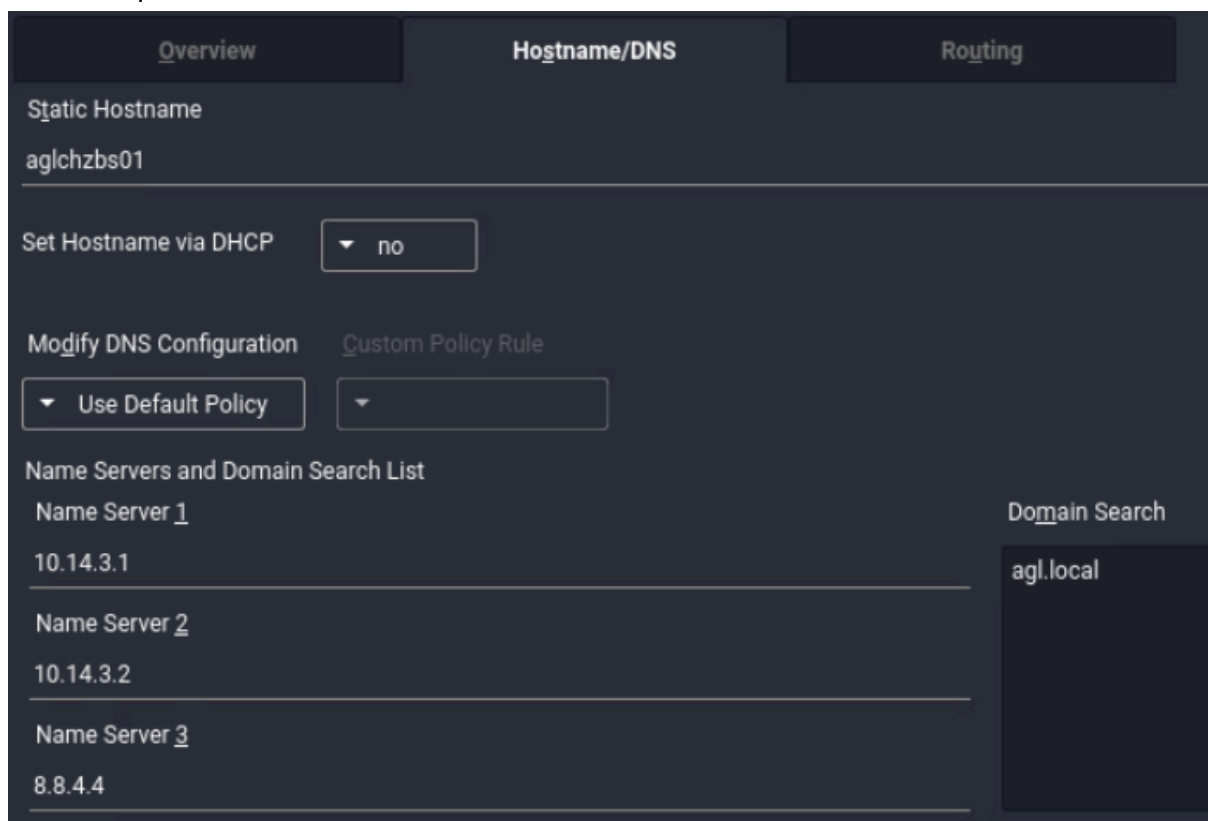 Overview Hostname/DNS Routing
Static Hostname
aglchzbs01
Set Hostname via DHCP no
Modify DNS Configuration Custom Policy Rule
Use Default Policy
Name Servers and Domain Search List
Name Server 1 Domain Search
10.14.3.1 agl.local
Name Server 2
10.14.3.2
Name Server 3
8.8.4.4